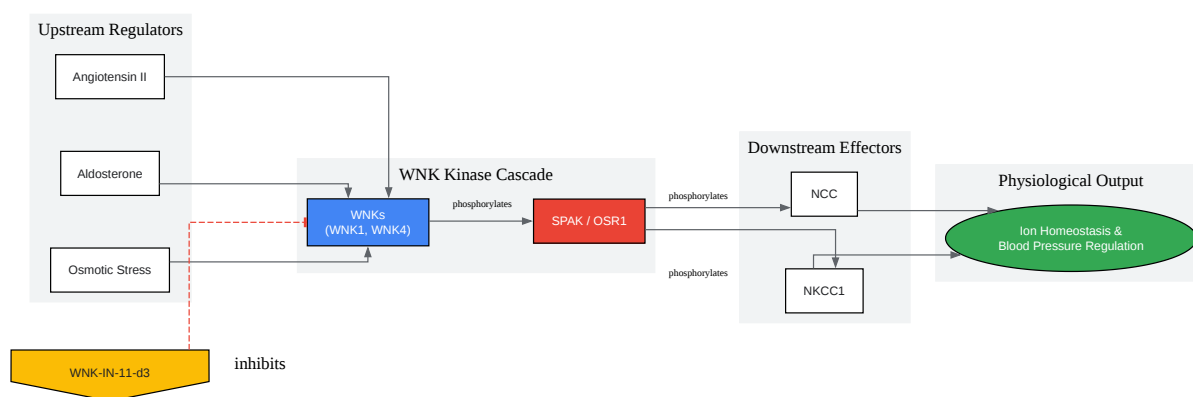 Upstream Regulators
Angiotensin II
Aldosterone
Osmotic Stress
WNK-IN-11-d3
inhibits
WNK Kinase Cascade
WNKs
(WNK1, WNK4)
phosphorylates
SPAK / OSR1
phosphorylates
phosphorylates
Downstream Effectors
NCC
NKCC1
Physiological Output
Ion Homeostasis &
Blood Pressure Regulation